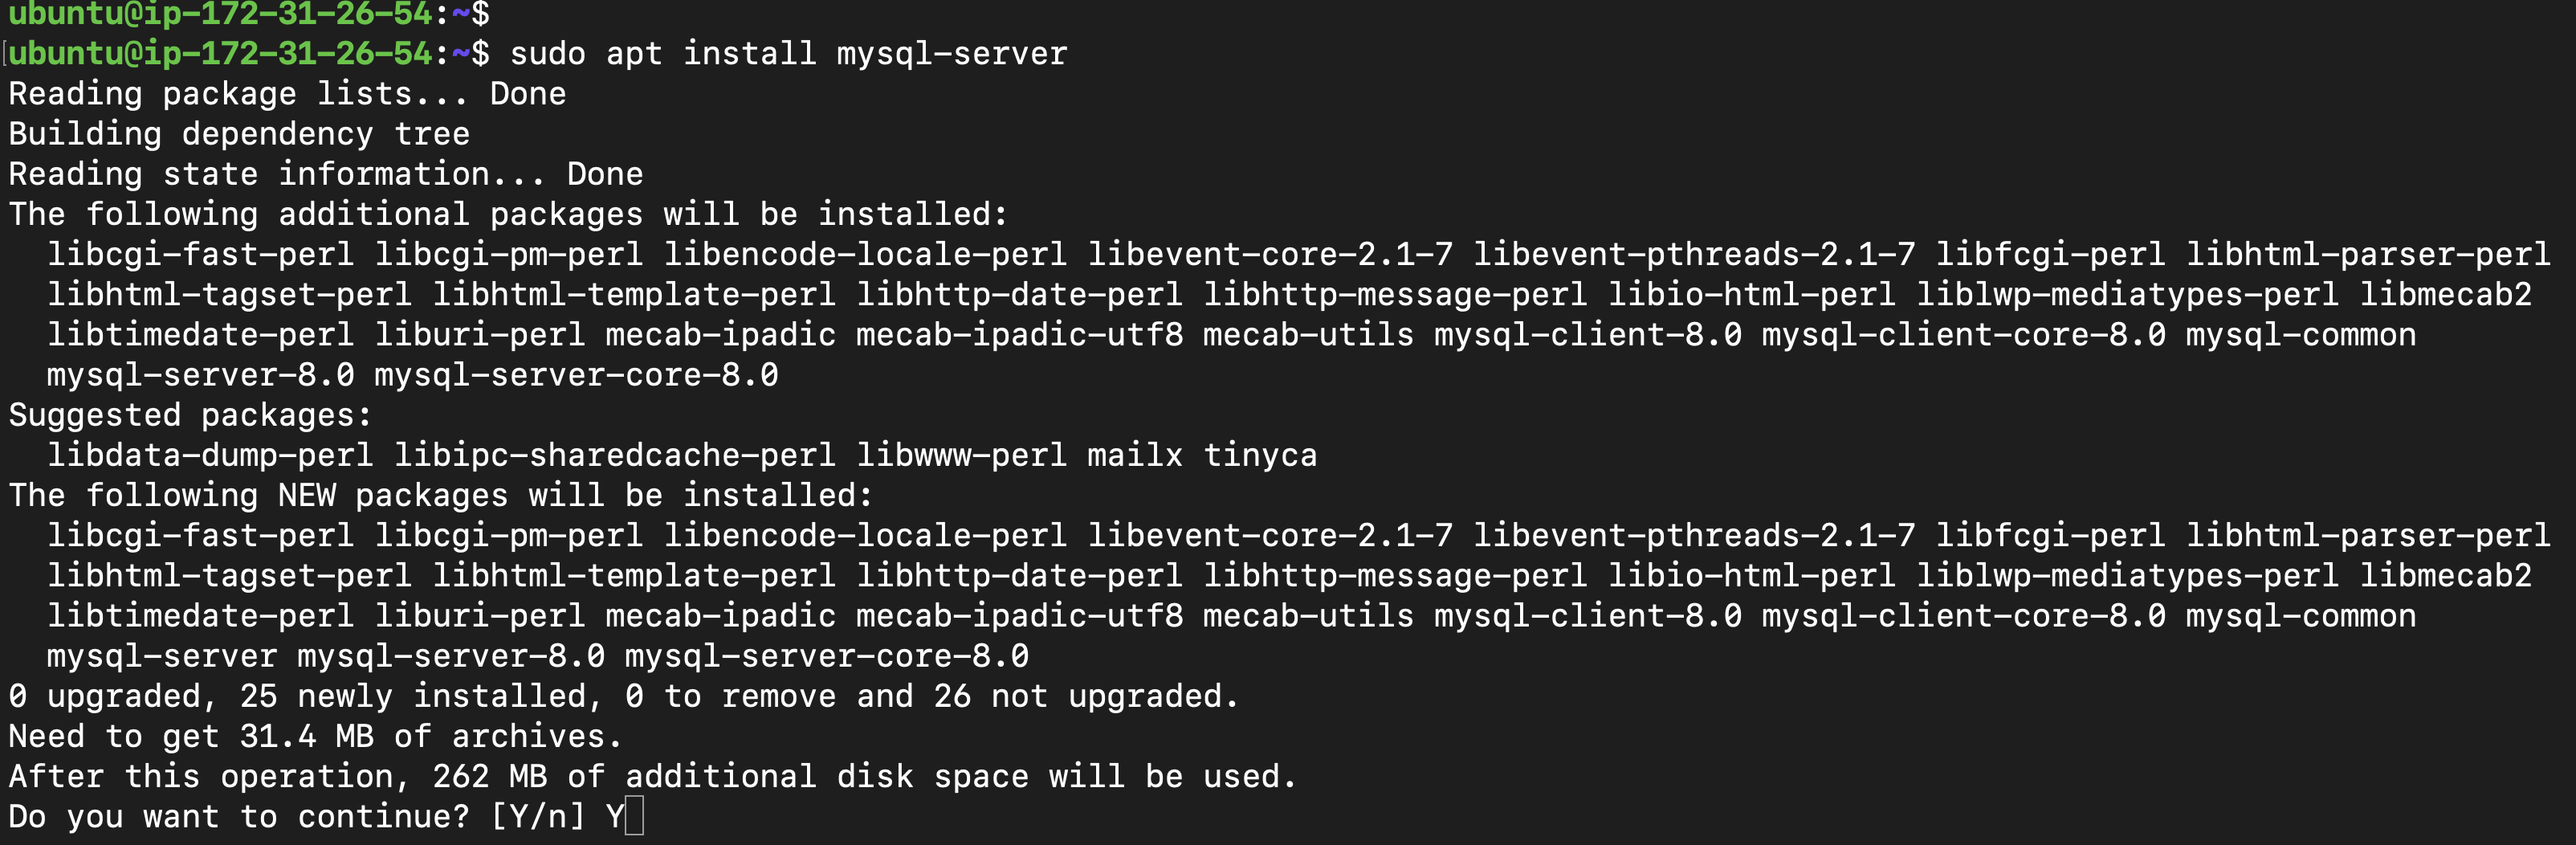 ubuntu@ip-172-31-26-54:~$
[ubuntu@ip-172-31-26-54:~$ sudo apt install mysql-server
Reading package lists... Done
Building dependency tree
Reading state information... Done
The following additional packages will be installed:
  libcgi-fast-perl libcgi-pm-perl libencode-locale-perl libevent-core-2.1-7 libevent-pthreads-2.1-7 libfcgi-perl libhtml-parser-perl
  libhtml-tagset-perl libhtml-template-perl libhttp-date-perl libhttp-message-perl libio-html-perl liblwp-mediatypes-perl libmecab2
  libtimedate-perl liburi-perl mecab-ipadic mecab-ipadic-utf8 mecab-utils mysql-client-8.0 mysql-client-core-8.0 mysql-common
  mysql-server-8.0 mysql-server-core-8.0
Suggested packages:
  libdata-dump-perl libipc-sharedcache-perl libwww-perl mailx tinyca
The following NEW packages will be installed:
  libcgi-fast-perl libcgi-pm-perl libencode-locale-perl libevent-core-2.1-7 libevent-pthreads-2.1-7 libfcgi-perl libhtml-parser-perl
  libhtml-tagset-perl libhtml-template-perl libhttp-date-perl libhttp-message-perl libio-html-perl liblwp-mediatypes-perl libmecab2
  libtimedate-perl liburi-perl mecab-ipadic mecab-ipadic-utf8 mecab-utils mysql-client-8.0 mysql-client-core-8.0 mysql-common
  mysql-server mysql-server-8.0 mysql-server-core-8.0
0 upgraded, 25 newly installed, 0 to remove and 26 not upgraded.
Need to get 31.4 MB of archives.
After this operation, 262 MB of additional disk space will be used.
Do you want to continue? [Y/n] Y